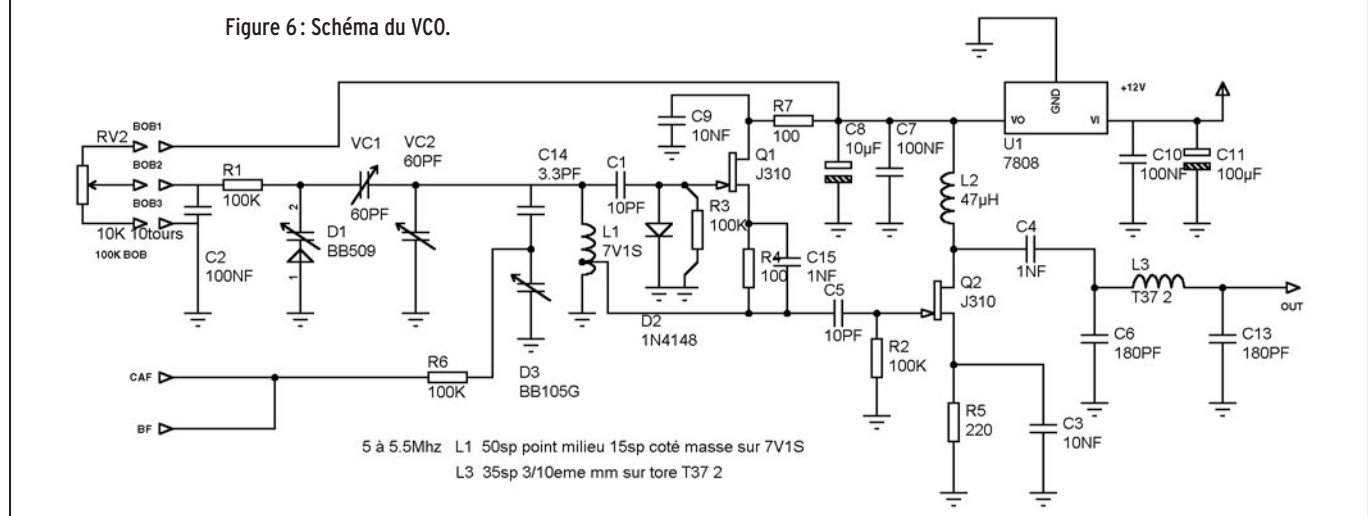 Figure 6 : Schéma du VCO.
+12V
GND
VO
VI
U1
7808
C9
10NF
R7
100
C8
10µF
C7
100NF
C10
100NF
C11
100µF
RV2
BOB1
BOB2
BOB3
10K 10tours
100K BOB
R1
100K
C2
100NF
D1
BB509
2
1
VC1
60PF
VC2
60PF
C14
3.3PF
C1
10PF
L1
7V1S
Q1
J310
R3
100K
R4
100
C15
1NF
D2
1N4148
L2
47µH
C4
1NF
Q2
J310
C5
10PF
R2
100K
L3
T37 2
OUT
C6
180PF
C13
180PF
R5
220
C3
10NF
CAF
BF
R6
100K
D3
BB105G
5 à 5.5Mhz L1 50sp point milieu 15sp coté masse sur 7V1S
L3 35sp 3/10eme mm sur tore T37 2